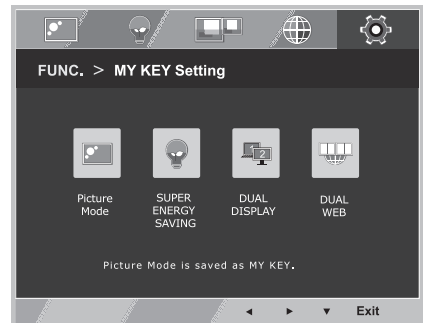 FUNC. > MY KEY Setting
2
Picture
Mode
SUPER
ENERGY
SAVING
DUAL
DISPLAY
DUAL
WEB
Picture Mode is saved as MY KEY.
◄ ► ▼ Exit